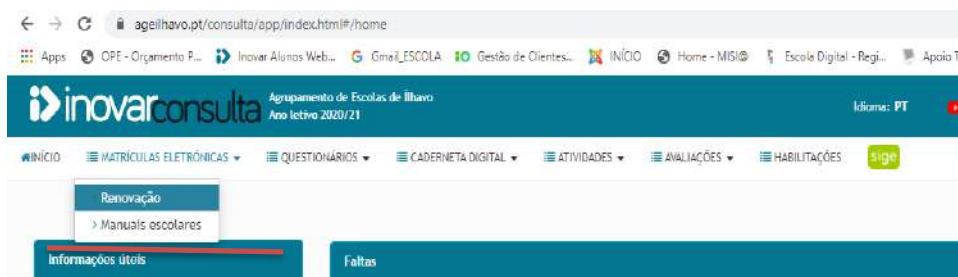 ageilhavo.pt/consulta/app/index.html#/home
Apps OPE - Orçamento P... Inovar Alunos Web... Gmail_ESCOLA Gestão de Clientes... INÍCIO Home - MISI® Escola Digital - Regi... Apoio T
inovarconsulta Agrupamento de Escolas de Ílhavo
Ano letivo 2020/21
Idioma: PT
INÍCIO MATRÍCULAS ELETRÓNICAS QUESTIONÁRIOS CADERNETA DIGITAL ATIVIDADES AVALIAÇÕES HABILITAÇÕES sige
Renovação
> Manuais escolares
Informações úteis Faltas